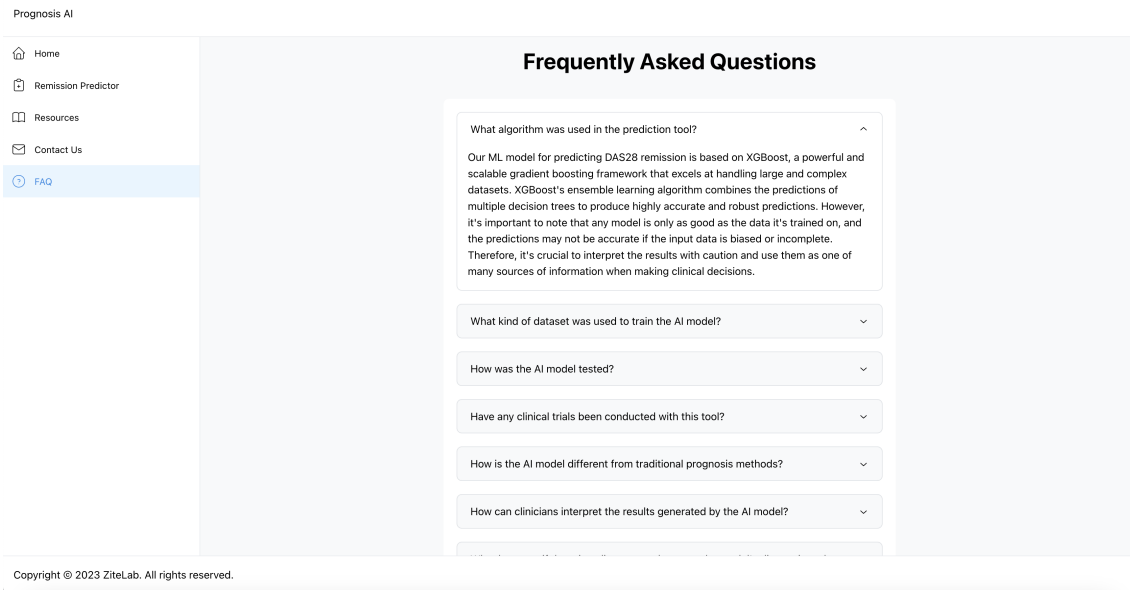 Prognosis AI
Home
Remission Predictor
Resources
Contact Us
FAQ
Frequently Asked Questions
What algorithm was used in the prediction tool?
Our ML model for predicting DAS28 remission is based on XGBoost, a powerful and
scalable gradient boosting framework that excels at handling large and complex
datasets. XGBoost's ensemble learning algorithm combines the predictions of
multiple decision trees to produce highly accurate and robust predictions. However,
it's important to note that any model is only as good as the data it's trained on, and
the predictions may not be accurate if the input data is biased or incomplete.
Therefore, it's crucial to interpret the results with caution and use them as one of
many sources of information when making clinical decisions.
What kind of dataset was used to train the AI model?
How was the AI model tested?
Have any clinical trials been conducted with this tool?
How is the AI model different from traditional prognosis methods?
How can clinicians interpret the results generated by the AI model?
Copyright © 2023 ZiteLab. All rights reserved.